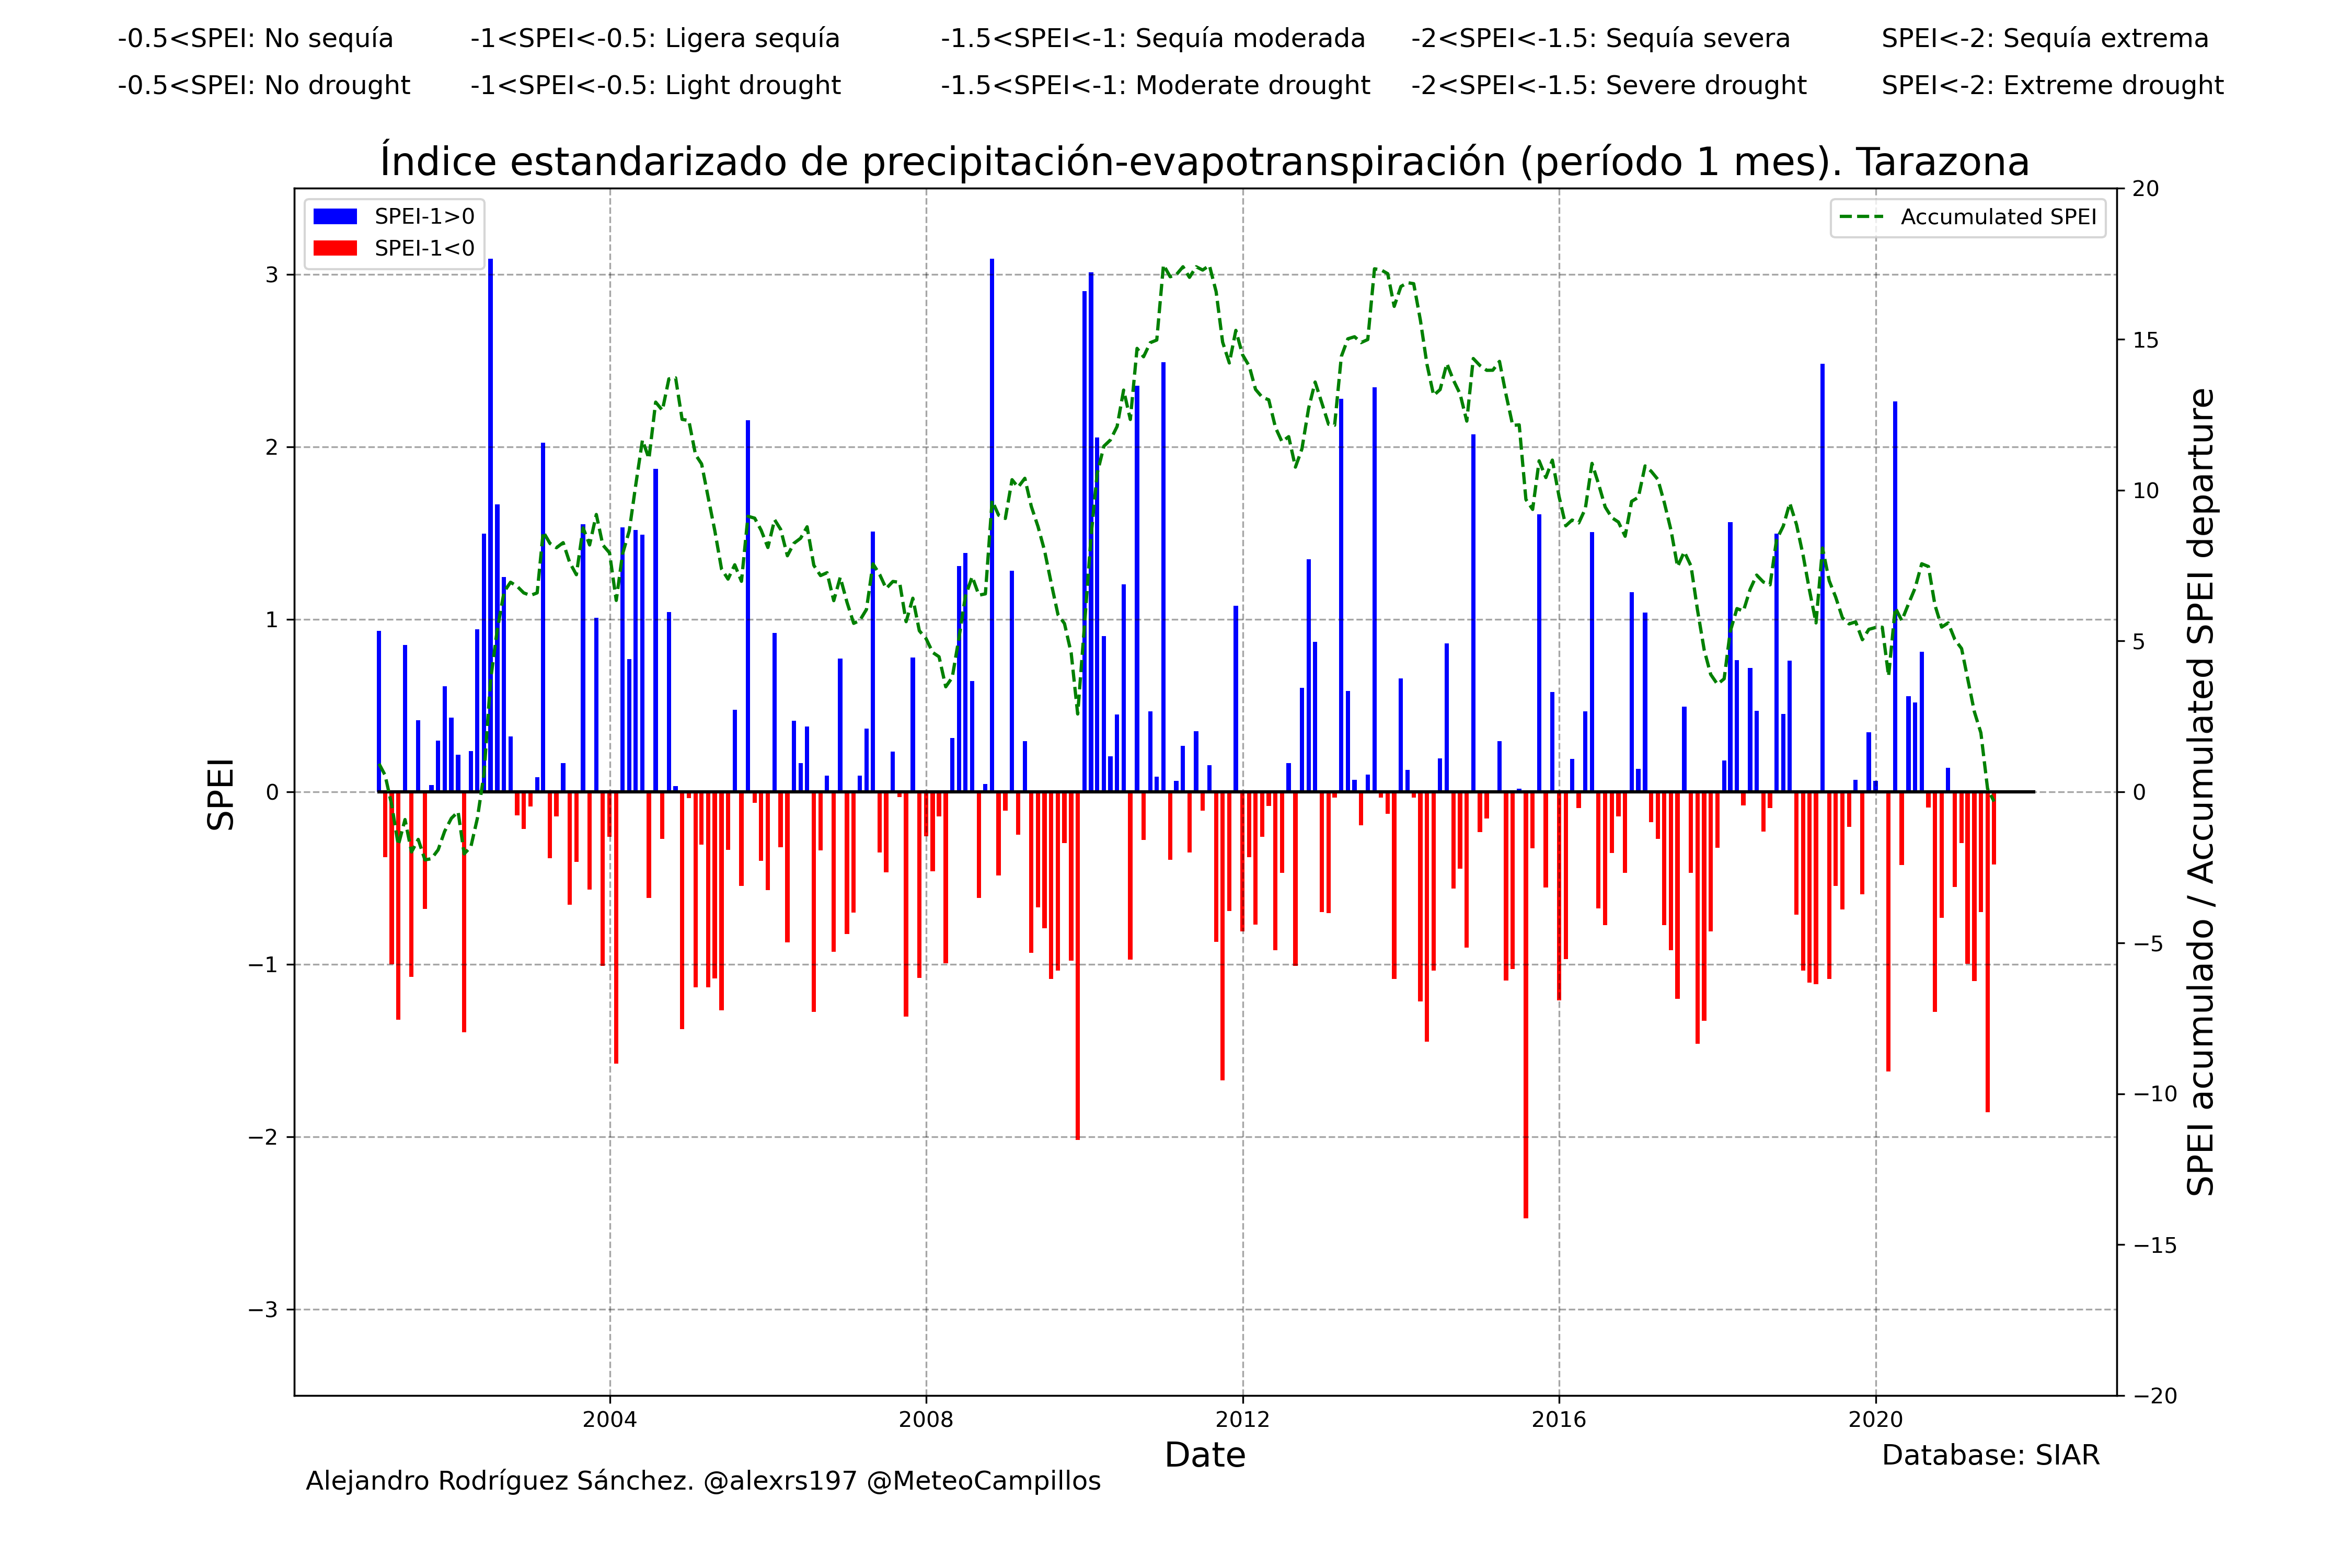 -0.5<SPEI: No sequía -1<SPEI<-0.5: Ligera sequía -1.5<SPEI<-1: Sequía moderada -2<SPEI<-1.5: Sequía severa SPEI<-2: Sequía extrema
-0.5<SPEI: No drought -1<SPEI<-0.5: Light drought -1.5<SPEI<-1: Moderate drought -2<SPEI<-1.5: Severe drought SPEI<-2: Extreme drought
Índice estandarizado de precipitación-evapotranspiración (período 1 mes). Tarazona
SPEI-1>0
SPEI-1<0
Accumulated SPEI
SPEI
3
2
1
0
−1
−2
−3
20
15
10
5
0
−5
−10
−15
−20
SPEI acumulado / Accumulated SPEI departure
2004 2008 2012 2016 2020
Date
Database: SIAR
Alejandro Rodríguez Sánchez. @alexrs197 @MeteoCampillos